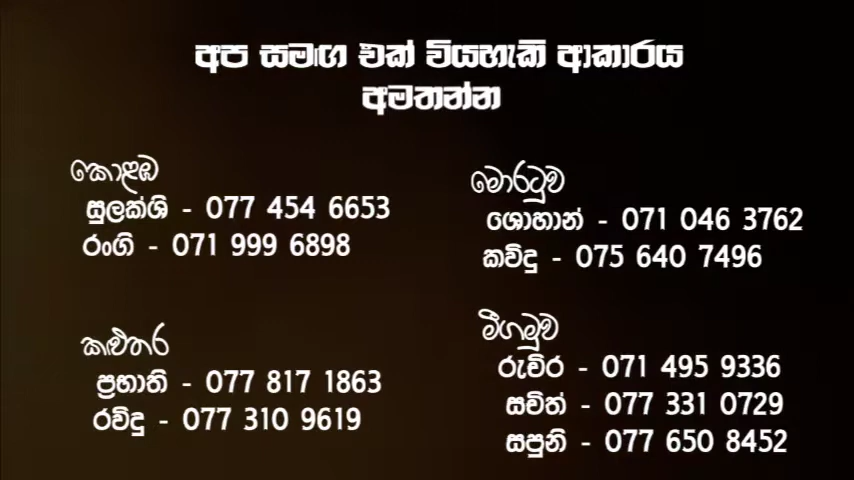 අප සමඟ එක් වියහැකි ආකාරය
අමතන්න
කොළඹ
සුලක්ශි - 077 454 6653
රංගි - 071 999 6898
මොරටුව
ශොහාන් - 071 046 3762
කවිදු - 075 640 7496
කළුතර
ප්‍රභාති - 077 817 1863
රවිදු - 077 310 9619
මීගමුව
රුචිර - 071 495 9336
සචිත් - 077 331 0729
සපුනි - 077 650 8452